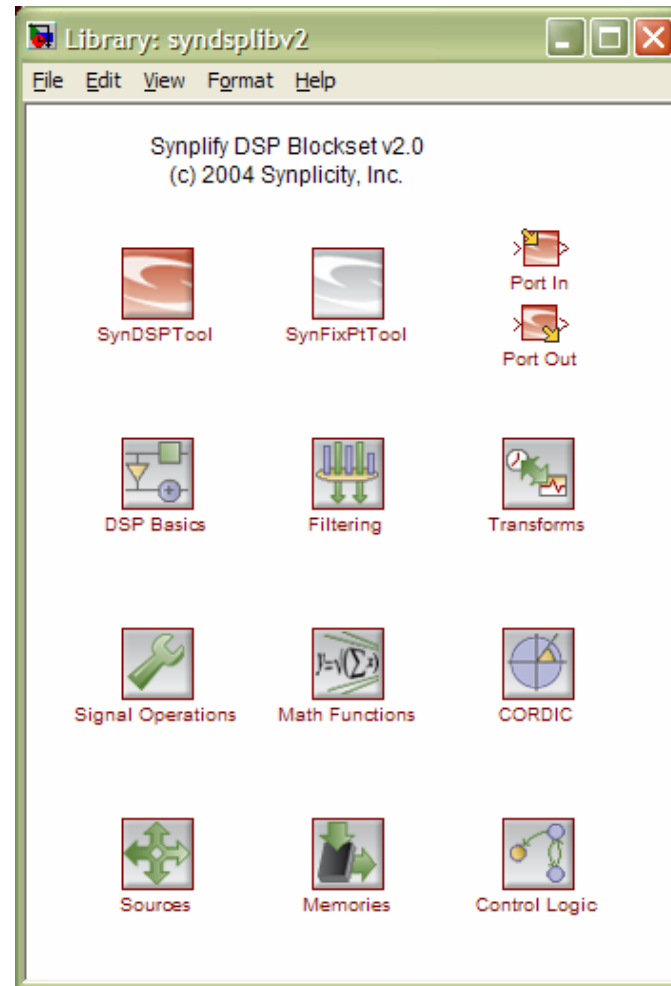 Library: syndsplibv2
File Edit View Format Help
Synplify DSP Blockset v2.0
(c) 2004 Synplicity, Inc.
SynDSPTool
SynFixPtTool
Port In
Port Out
DSP Basics
Filtering
Transforms
Signal Operations
y=√(∑x)
Math Functions
CORDIC
Sources
Memories
Control Logic